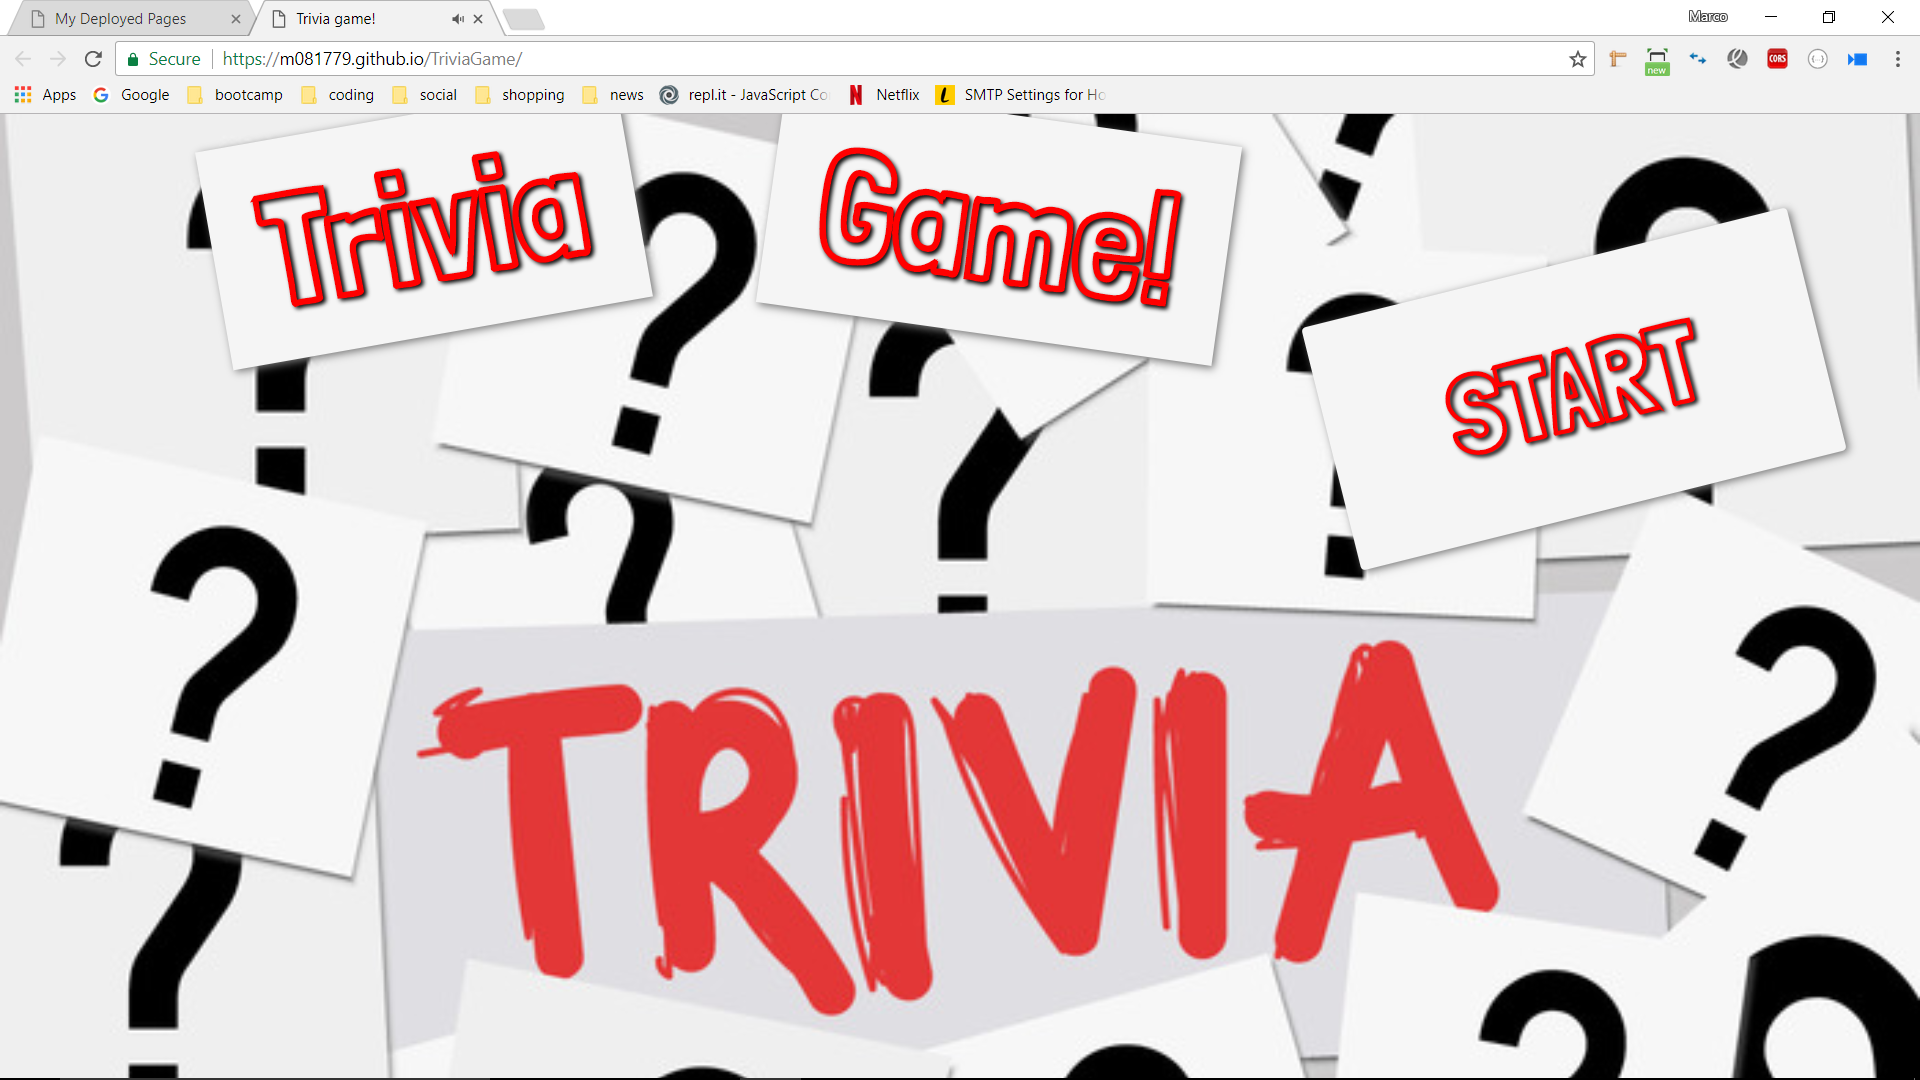 My Deployed Pages
Trivia game!
Marco
Secure https://m081779.github.io/TriviaGame/
new
CORS
Apps Google bootcamp coding social shopping news repl.it - JavaScript Co Netflix SMTP Settings for Ho
Trivia Game!
START
? ? ? ? ? ? ? ? ? ? ? ?
TRIVIA